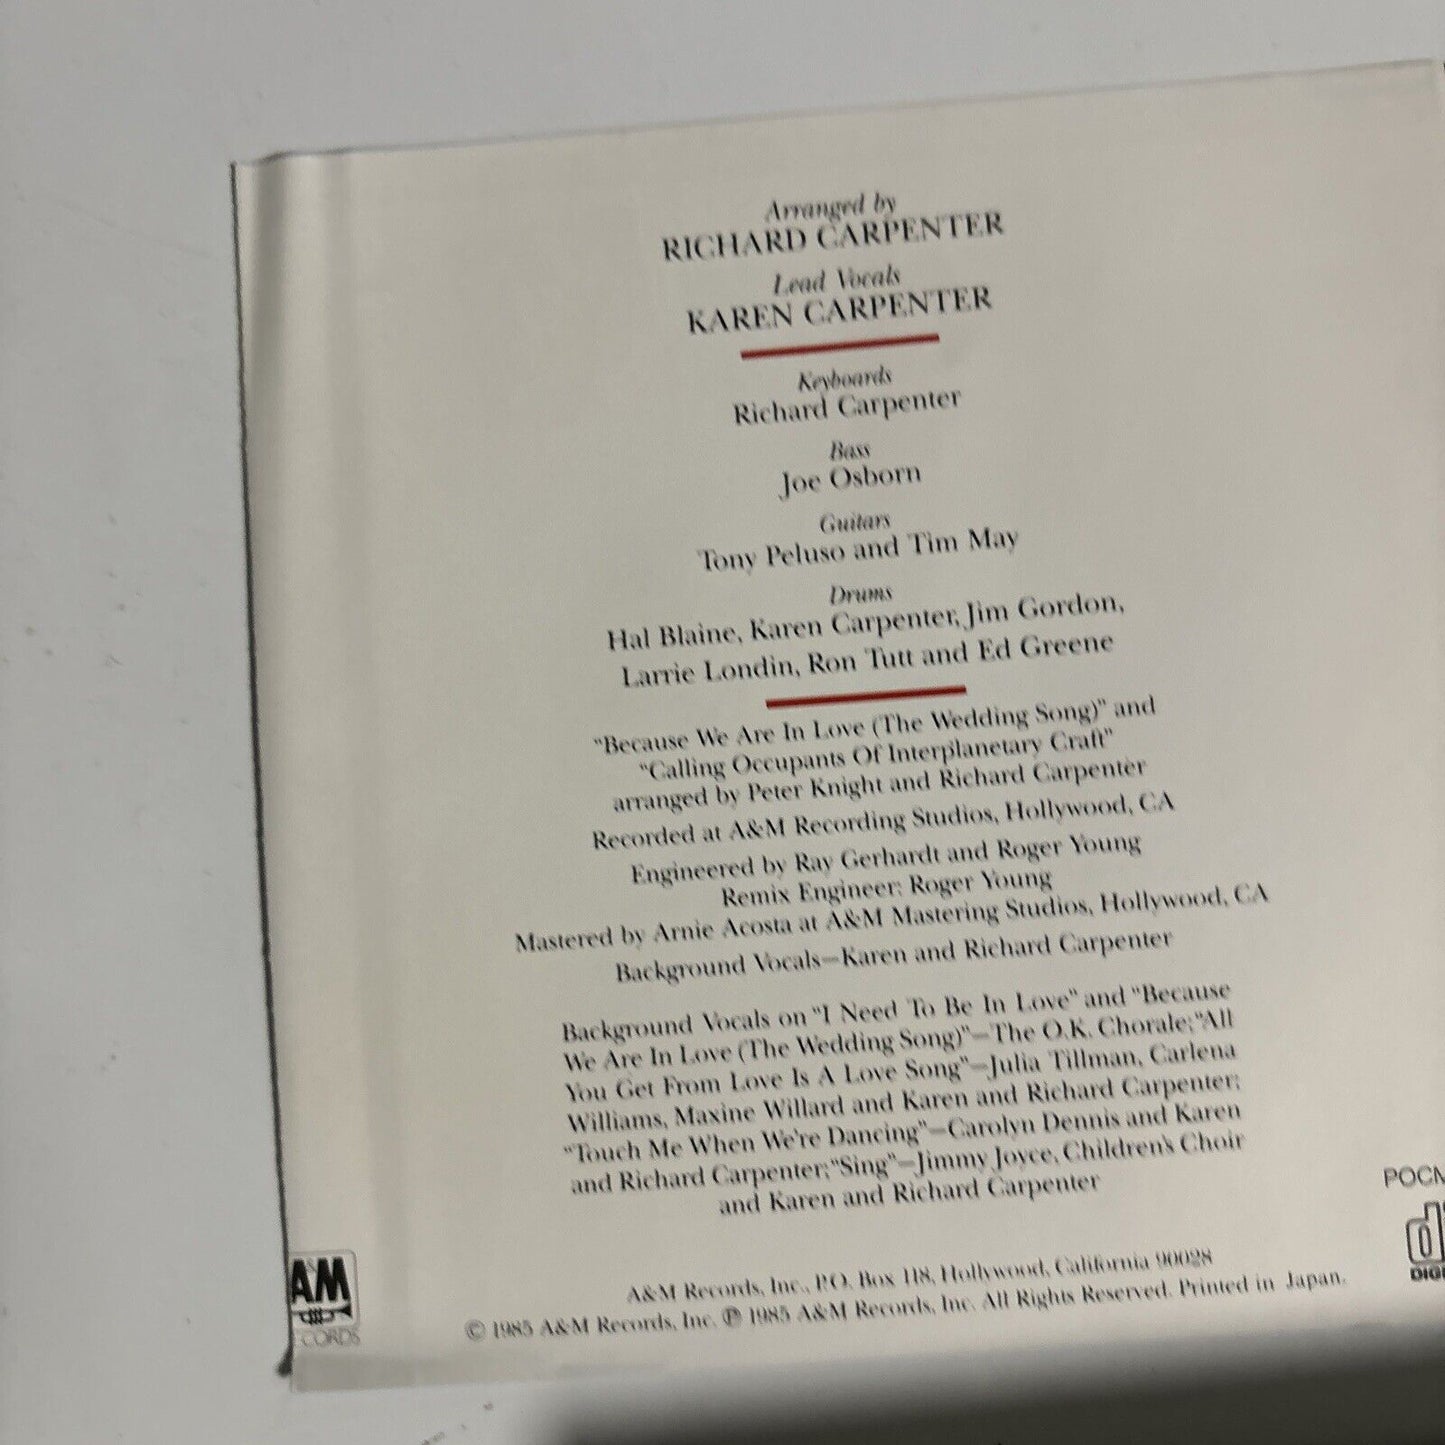 Arranged by
RICHARD CARPENTER
Lead Vocals
KAREN CARPENTER
Keyboards
Richard Carpenter
Bass
Joe Osborn
Guitars
Tony Peluso and Tim May
Drums
Hal Blaine, Karen Carpenter, Jim Gordon,
Larrie Londin, Ron Tutt and Ed Greene
"Because We Are In Love (The Wedding Song)" and
"Calling Occupants Of Interplanetary Craft"
arranged by Peter Knight and Richard Carpenter
Recorded at A&M Recording Studios, Hollywood, CA
Engineered by Ray Gerhardt and Roger Young
Remix Engineer: Roger Young
Mastered by Arnie Acosta at A&M Mastering Studios, Hollywood, CA
Background Vocals—Karen and Richard Carpenter
Background Vocals on "I Need To Be In Love" and "Because
We Are In Love (The Wedding Song)"—The O.K. Chorale; "All
You Get From Love Is A Love Song"—Julia Tillman, Carlena
Williams, Maxine Willard and Karen and Richard Carpenter;
"Touch Me When We're Dancing"—Carolyn Dennis and Karen
and Richard Carpenter; "Sing"—Jimmy Joyce, Children's Choir
and Karen and Richard Carpenter
A&M Records, Inc., P.O. Box 118, Hollywood, California 90028
© 1985 A&M Records, Inc. ℗ 1985 A&M Records, Inc. All Rights Reserved. Printed in Japan.
A&M
CORDS
POCM
DIG